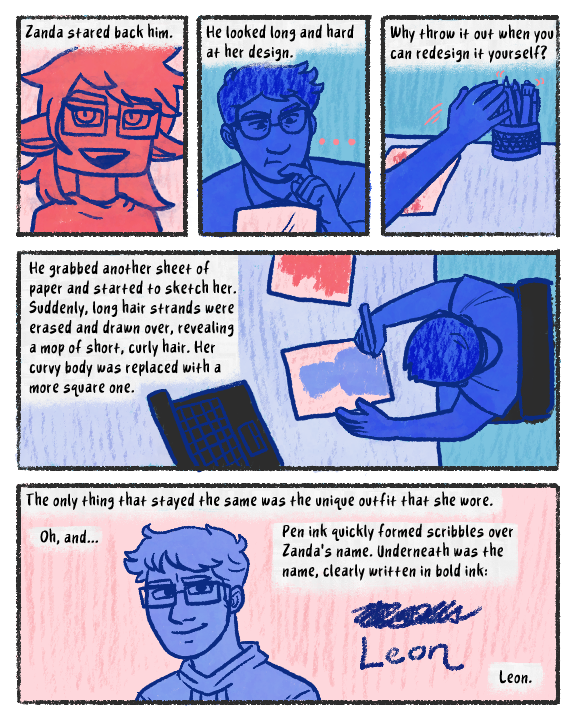 Zanda stared back him.
He looked long and hard
at her design.
Why throw it out when you
can redesign it yourself?
He grabbed another sheet of
paper and started to sketch her.
Suddenly, long hair strands were
erased and drawn over, revealing
a mop of short, curly hair. Her
curvy body was replaced with a
more square one.
The only thing that stayed the same was the unique outfit that she wore.
Oh, and...
Pen ink quickly formed scribbles over
Zanda's name. Underneath was the
name, clearly written in bold ink:
Leon
Leon.